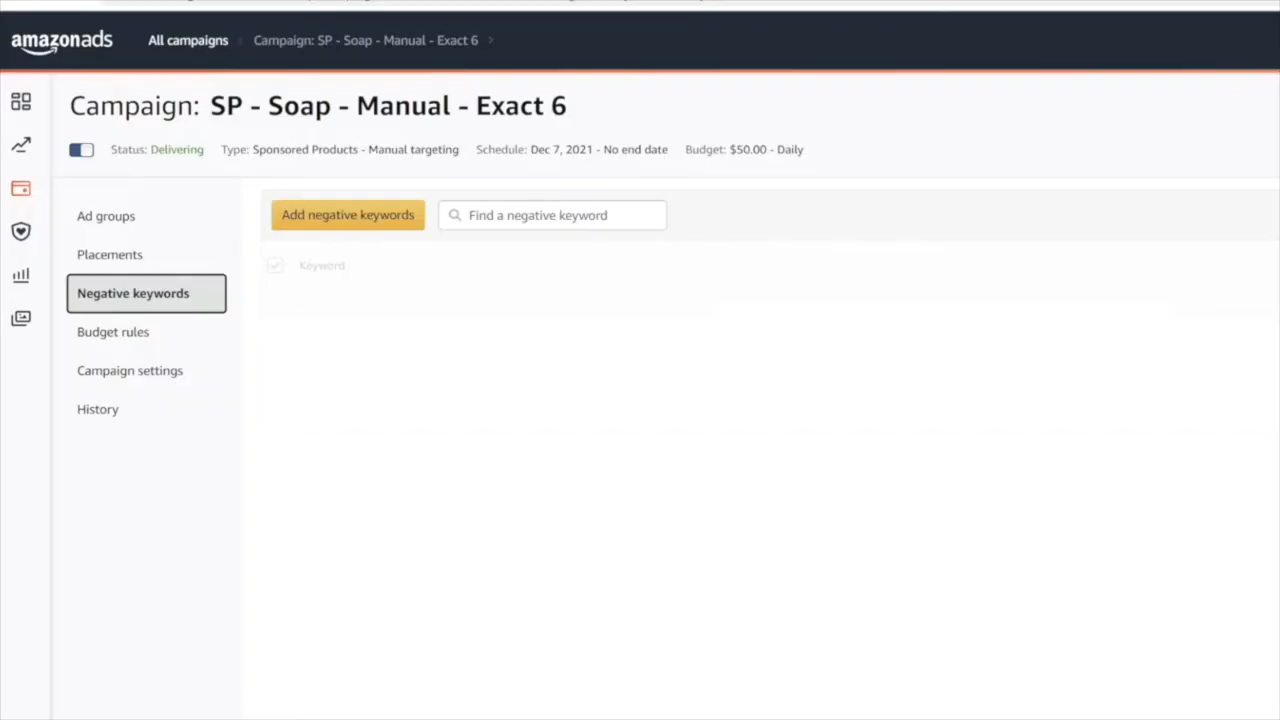 amazonads All campaigns Campaign: SP - Soap - Manual - Exact 6
Campaign: SP - Soap - Manual - Exact 6
Status: Delivering Type: Sponsored Products - Manual targeting Schedule: Dec 7, 2021 - No end date Budget: $50.00 - Daily
Ad groups
Placements
Negative keywords
Budget rules
Campaign settings
History
Add negative keywords Find a negative keyword
Keyword